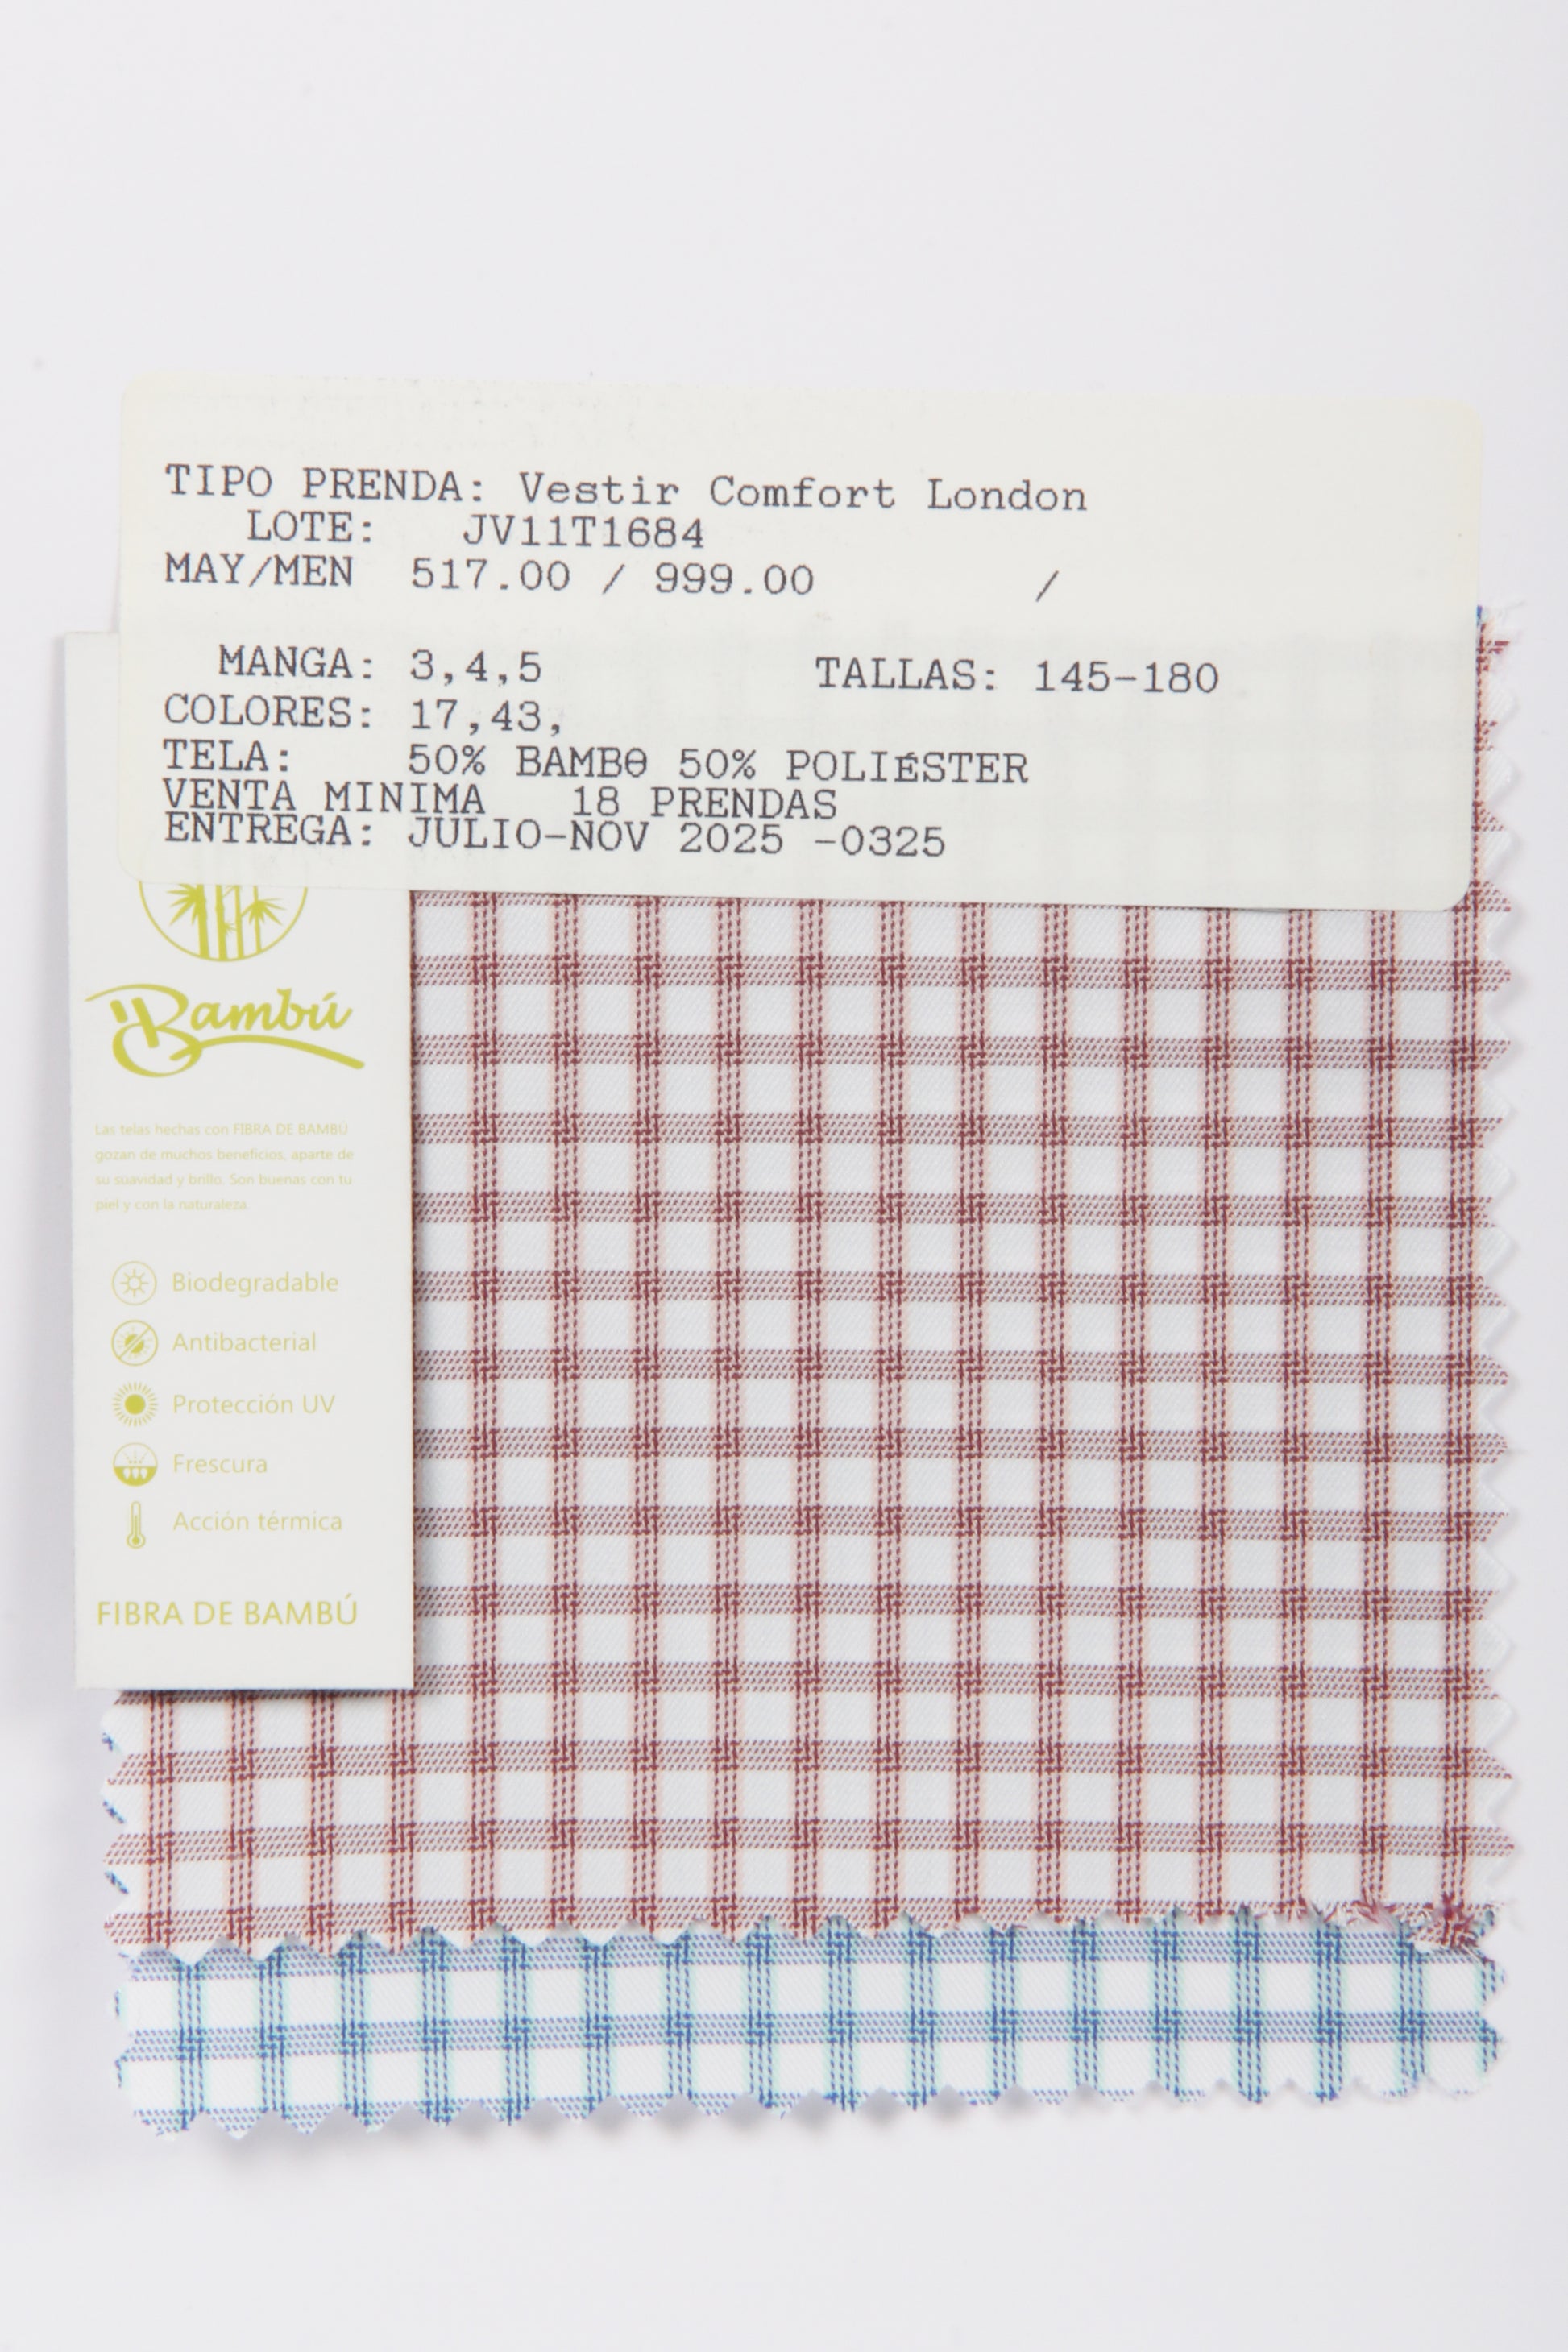 TIPO PRENDA: Vestir Comfort London
LOTE: JV11T1684
MAY/MEN 517.00 / 999.00 /
MANGA: 3,4,5 TALLAS: 145-180
COLORES: 17,43,
TELA: 50% BAMBΘ 50% POLIÉSTER
VENTA MINIMA 18 PRENDAS
ENTREGA: JULIO-NOV 2025 -0325
Bambú
Las telas hechas con FIBRA DE BAMBÚ
gozan de muchos beneficios, aparte de
su suavidad y brillo. Son buenas con tu
piel y con la naturaleza.
Biodegradable
Antibacterial
Protección UV
Frescura
Acción térmica
FIBRA DE BAMBÚ